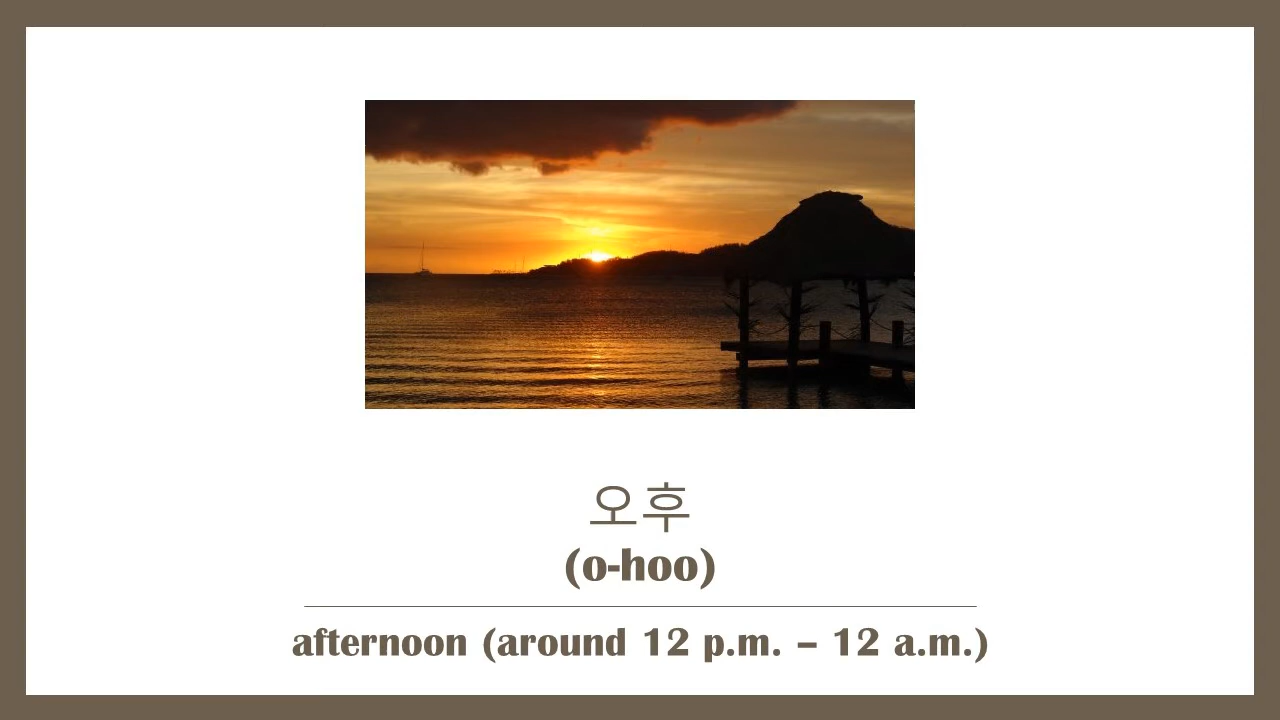 오후
(o-hoo)
afternoon (around 12 p.m. – 12 a.m.)